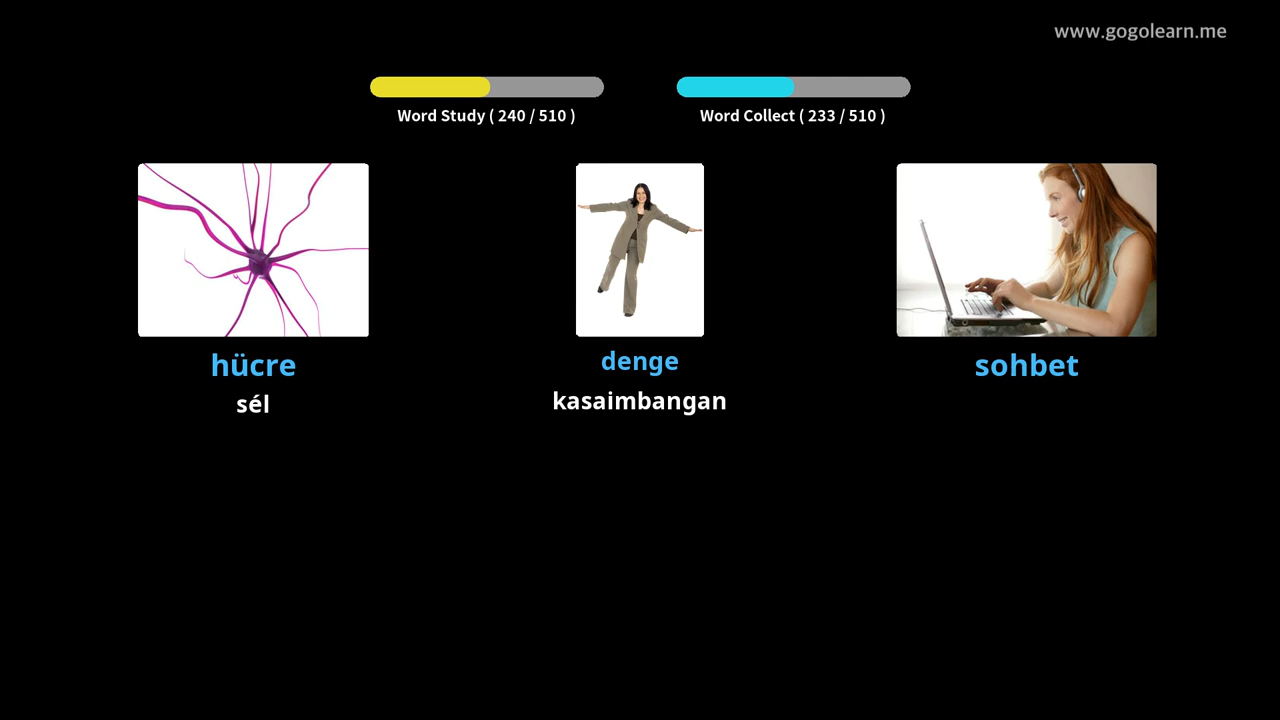 www.gogolearn.me
Word Study ( 240 / 510 )
Word Collect ( 233 / 510 )
hücre
sél
denge
kasaimbangan
sohbet